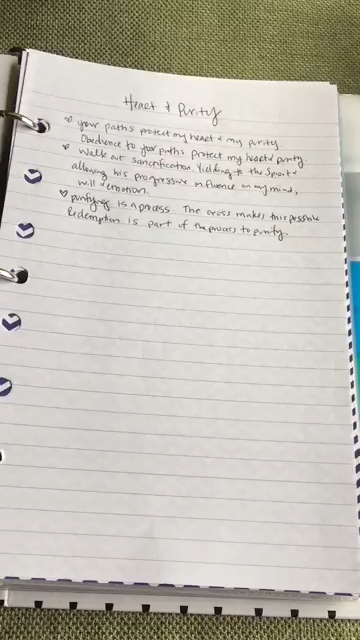 Heart & Purity
♡ your paths protect my heart & my purity.
Obedience to your paths protect my heart & purity.
♡ Walk out sanctification. Yielding to the Spirit &
allowing his progressive influence on my mind,
will & emotion.
♡ purifying is a process. The cross makes this possible
Redemption is part of the process to purity.